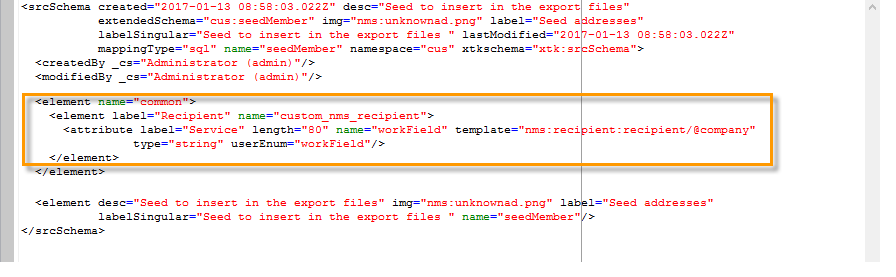 <srcSchema created="2017-01-13 08:58:03.022Z" desc="Seed to insert in the export files"
extendedSchema="cus:seedMember" img="nms:unknownad.png" label="Seed addresses"
labelSingular="Seed to insert in the export files " lastModified="2017-01-13 08:58:03.022Z"
mappingType="sql" name="seedMember" namespace="cus" xtkschema="xtk:srcSchema">
<createdBy _cs="Administrator (admin)"/>
<modifiedBy _cs="Administrator (admin)"/>
<element name="common">
<element label="Recipient" name="custom_nms_recipient">
<attribute label="Service" length="80" name="workField" template="nms:recipient:recipient/@company"
type="string" userEnum="workField"/>
</element>
</element>
<element desc="Seed to insert in the export files" img="nms:unknownad.png" label="Seed addresses"
labelSingular="Seed to insert in the export files " name="seedMember"/>
</srcSchema>